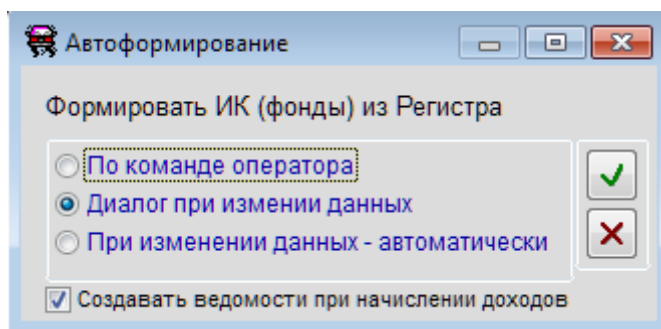 Автоформирование
Формировать ИК (фонды) из Регистра
По команде оператора
Диалог при измении данных
При изменении данных - автоматически
Создавать ведомости при начислении доходов